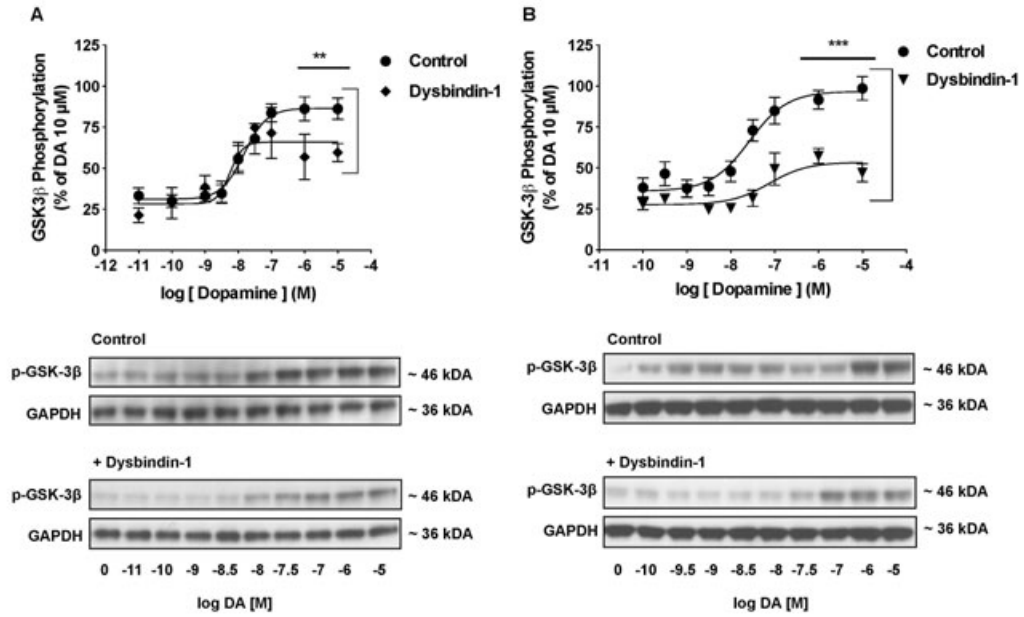 A
GSK3β Phosphorylation
(% of DA 10 µM)
125
100
75
50
25
0
-12 -11 -10 -9 -8 -7 -6 -5 -4
log [ Dopamine ] (M)
**
Control
Dysbindin-1
B
GSK-3β Phosphorylation
(% of DA 10 µM)
125
100
75
50
25
0
-11 -10 -9 -8 -7 -6 -5 -4
log [ Dopamine ] (M)
***
Control
Dysbindin-1
Control
p-GSK-3β ~ 46 kDA
GAPDH ~ 36 kDA
+ Dysbindin-1
p-GSK-3β ~ 46 kDA
GAPDH ~ 36 kDA
0 -11 -10 -9 -8.5 -8 -7.5 -7 -6 -5
log DA [M]
Control
p-GSK-3β ~ 46 kDA
GAPDH ~ 36 kDA
+ Dysbindin-1
p-GSK-3β ~ 46 kDA
GAPDH ~ 36 kDA
0 -10 -9.5 -9 -8.5 -8 -7.5 -7 -6 -5
log DA [M]